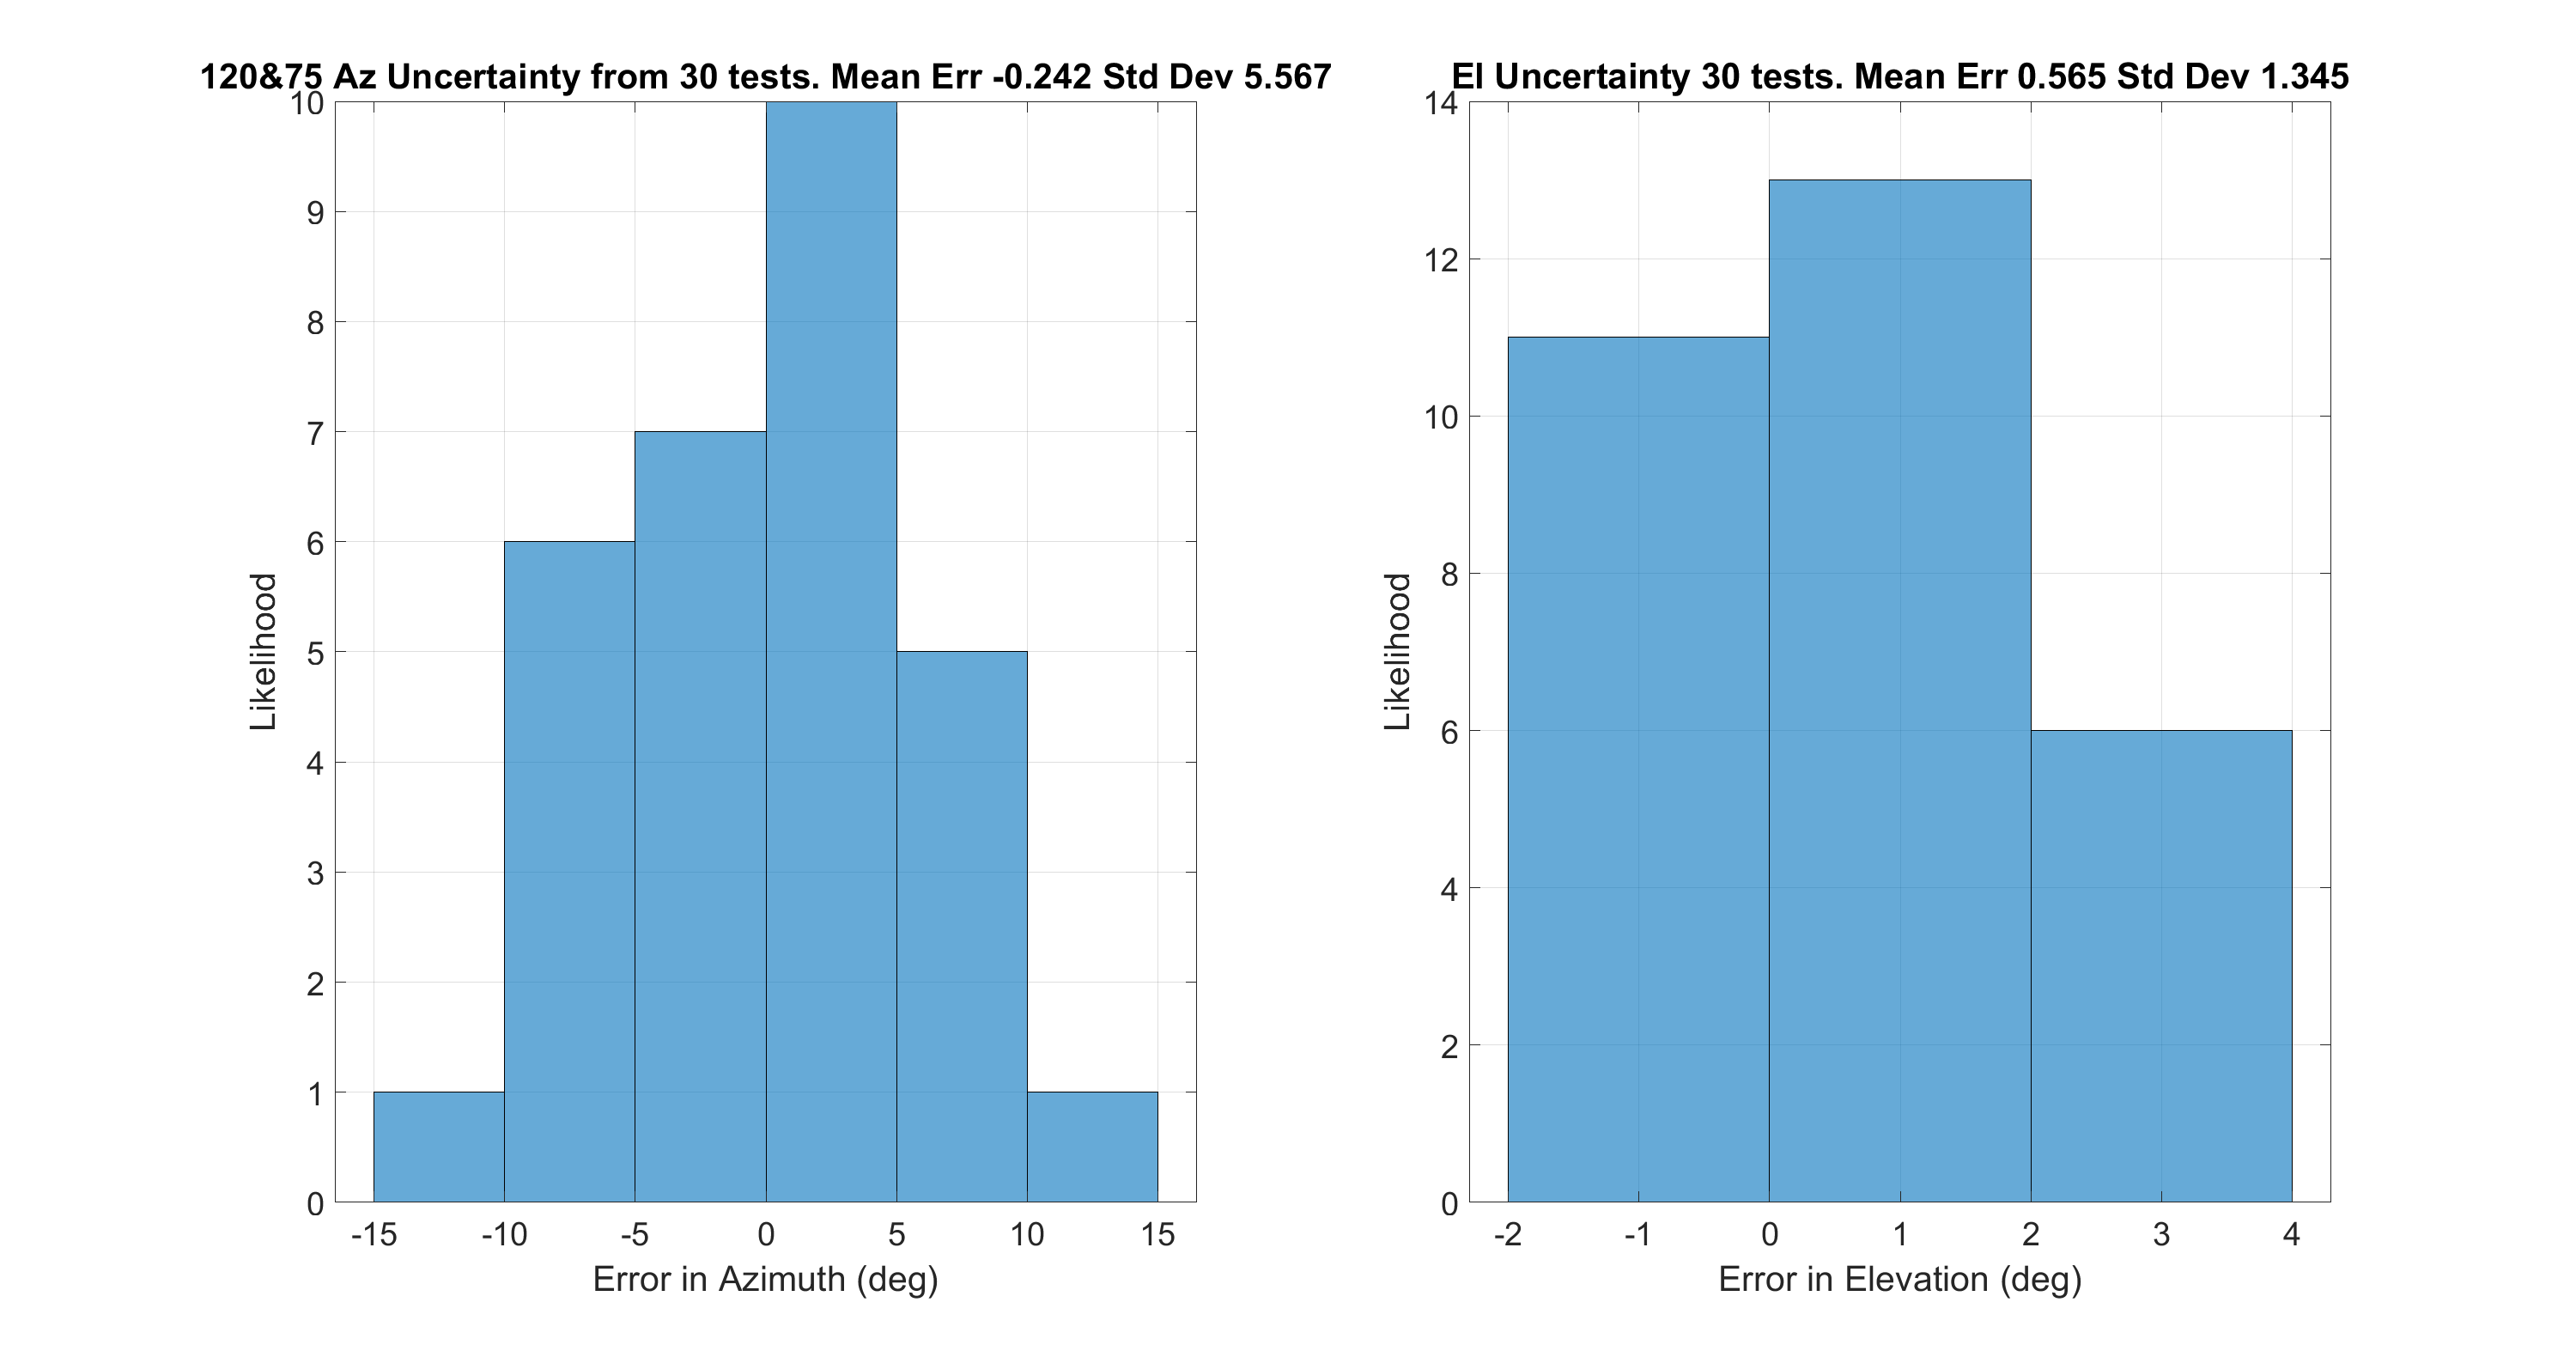 120&75 Az Uncertainty from 30 tests. Mean Err -0.242 Std Dev 5.567
10
9
8
7
6
5
4
3
2
1
0
Likelihood
-15 -10 -5 0 5 10 15
Error in Azimuth (deg)
El Uncertainty 30 tests. Mean Err 0.565 Std Dev 1.345
14
12
10
8
6
4
2
0
Likelihood
-2 -1 0 1 2 3 4
Error in Elevation (deg)